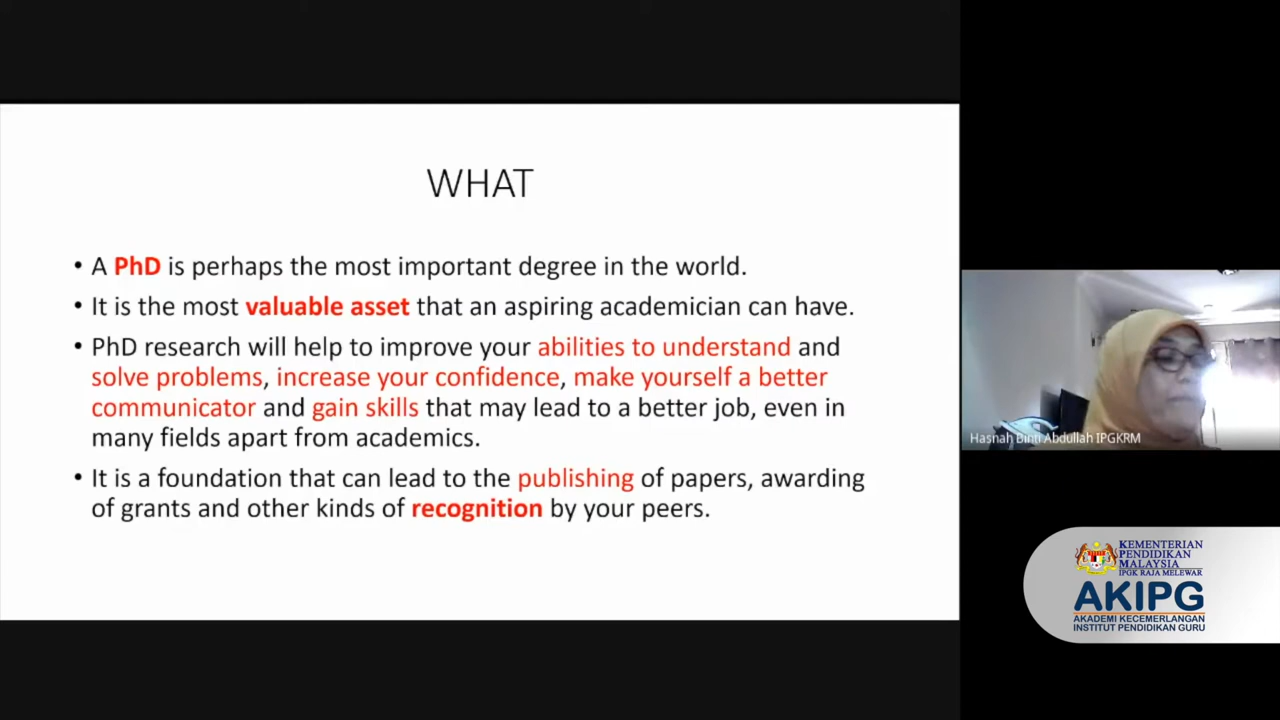 WHAT
• A PhD is perhaps the most important degree in the world.
• It is the most valuable asset that an aspiring academician can have.
• PhD research will help to improve your abilities to understand and
solve problems, increase your confidence, make yourself a better
communicator and gain skills that may lead to a better job, even in
many fields apart from academics.
• It is a foundation that can lead to the publishing of papers, awarding
of grants and other kinds of recognition by your peers.
Hasnah Binti Abdullah IPGKRM
KEMENTERIAN
PENDIDIKAN
MALAYSIA
IPGK RAJA MELEWAR
AKIPG
AKADEMI KECEMERLANGAN
INSTITUT PENDIDIKAN GURU